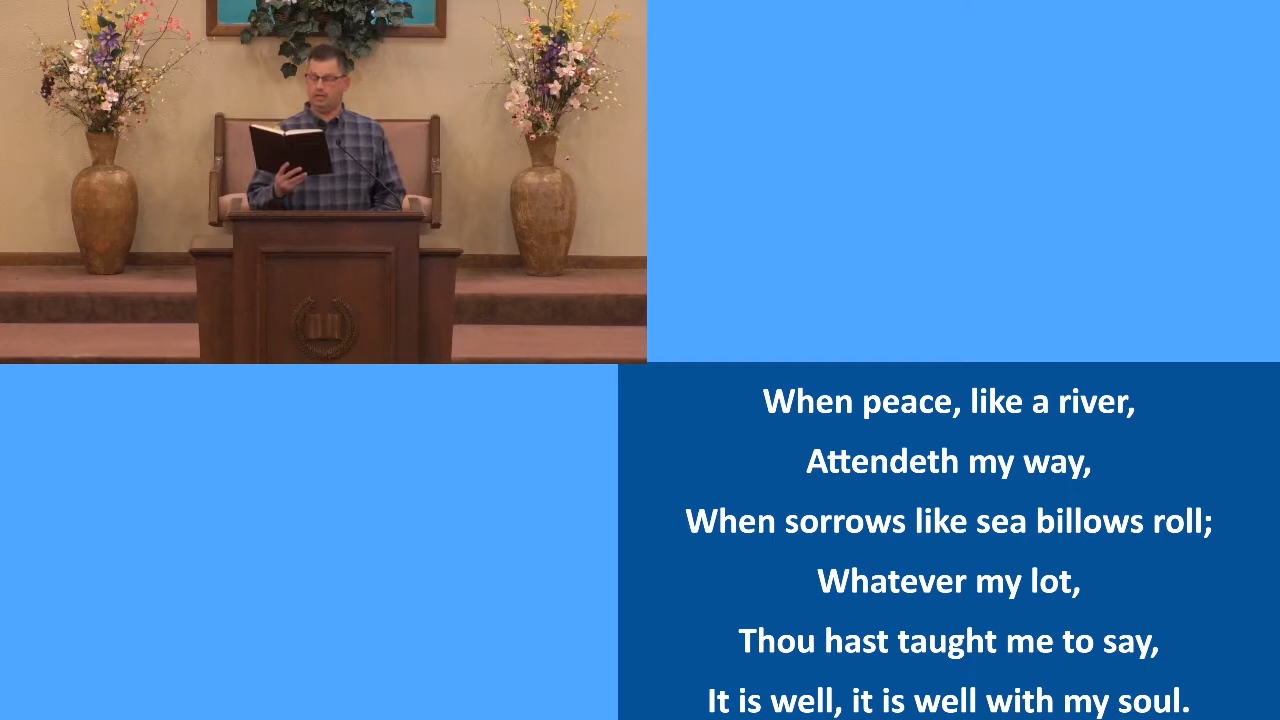 When peace, like a river,
Attendeth my way,
When sorrows like sea billows roll;
Whatever my lot,
Thou hast taught me to say,
It is well, it is well with my soul.